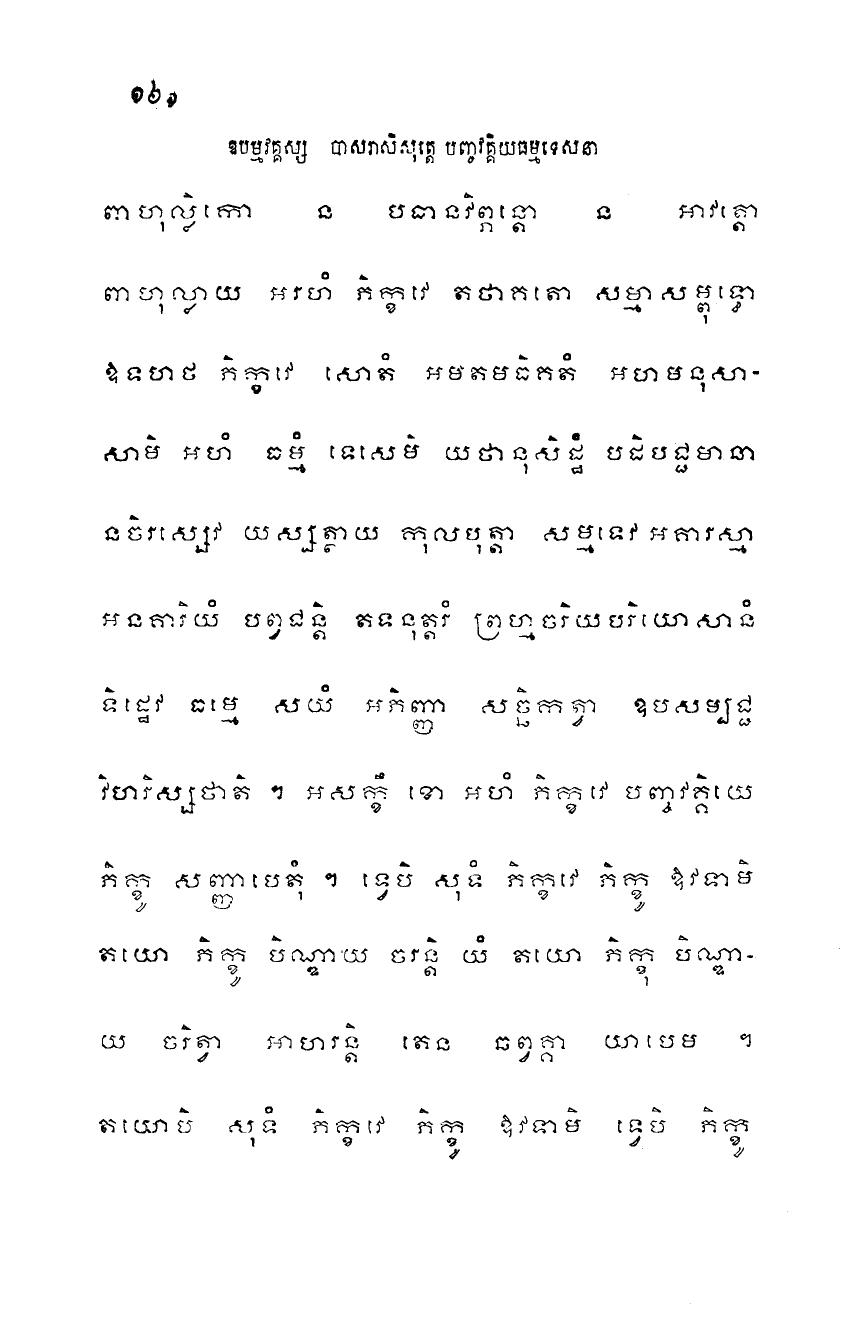 ១៦១
ឧបម្មវគ្គស្ស បាសរាសិសុត្តេ បញ្ចវគ្គិយធម្មទេសនា
ពាហុល្លិកោ ន បធានវិព្ភន្តោ ន អាវត្តោ
ពាហុល្លាយ អរហំ ភិក្ខវេ តថាគតោ សម្មាសម្ពុទ្ធោ
ឱទហថ ភិក្ខវេ សោតំ អមតមធិគតំ អហមនុសា-
សាមិ អហំ ធម្មំ ទេសេមិ យថានុសិដ្ឋំ បដិបជ្ជមានា
នចិរស្សេវ យស្សត្ថាយ កុលបុត្តា សម្មទេវ អគារស្មា
អនគារិយំ បព្វជន្តិ តទនុត្តរំ ព្រហ្មចរិយបរិយោសានំ
ទិដ្ឋេវ ធម្មេ សយំ អភិញ្ញា សច្ឆិកត្វា ឧបសម្បជ្ជ
វិហរិស្សថាតិ ។ អសក្ខឹ ខោ អហំ ភិក្ខវេ បញ្ចវគ្គិយេ
ភិក្ខូ សញ្ញាបេតុំ ។ ទ្វេបិ សុទំ ភិក្ខវេ ភិក្ខូ ឱវទាមិ
តយោ ភិក្ខូ បិណ្ឌាយ ចរន្តិ យំ តយោ ភិក្ខុ បិណ្ឌា-
យ ចរិត្វា អាហរន្តិ តេន ឆព្វគ្គា យាបេម ។
តយោបិ សុទំ ភិក្ខវេ ភិក្ខូ ឱវទាមិ ទ្វេបិ ភិក្ខូ